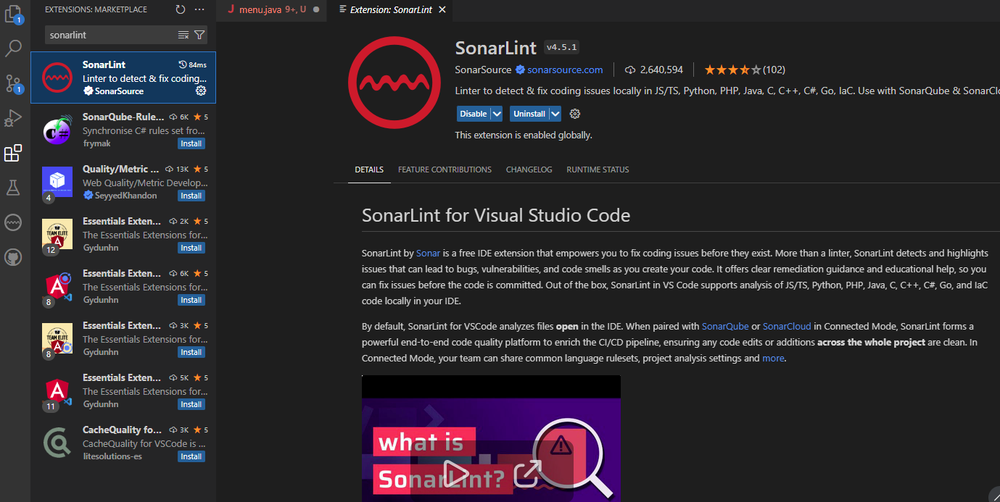 EXTENSIONS: MARKETPLACE
menu.java 9+, U
Extension: SonarLint
1
sonarlint
SonarLint
84ms
Linter to detect & fix coding...
SonarSource
1
SonarQube-Rule...
6K
5
Synchronise C# rules set fro...
frymak
Install
C#
Quality/Metric ...
13K
5
Web Quality/Metric Develop...
SeyyedKhandon
Install
4
Essentials Exten...
2K
5
The Essentials Extensions for...
Gydunhn
Install
TEAM ELITE
A
12
Essentials Exten...
6K
5
The Essentials Extensions for...
Gydunhn
Install
A
8
Essentials Exten...
3K
5
The Essentials Extensions for...
Gydunhn
Install
TEAM ELITE
A
8
Essentials Exten...
5K
5
The Essentials Extensions for...
Gydunhn
Install
A
11
CacheQuality fo...
3K
5
CacheQuality for VSCode is ...
litesolutions-es
Install
SonarLint
v4.5.1
SonarSource
sonarsource.com
2,640,594
(102)
Linter to detect & fix coding issues locally in JS/TS, Python, PHP, Java, C, C++, C#, Go, IaC. Use with SonarQube & SonarClo
Disable
Uninstall
This extension is enabled globally.
DETAILS
FEATURE CONTRIBUTIONS
CHANGELOG
RUNTIME STATUS
SonarLint for Visual Studio Code
SonarLint by Sonar is a free IDE extension that empowers you to fix coding issues before they exist. More than a linter, SonarLint detects and highlights
issues that can lead to bugs, vulnerabilities, and code smells as you create your code. It offers clear remediation guidance and educational help, so you
can fix issues before the code is committed. Out of the box, SonarLint in VS Code supports analysis of JS/TS, Python, PHP, Java, C, C++, C#, Go, and IaC
code locally in your IDE.
By default, SonarLint for VSCode analyzes files open in the IDE. When paired with SonarQube or SonarCloud in Connected Mode, SonarLint forms a
powerful end-to-end code quality platform to enrich the CI/CD pipeline, ensuring any code edits or additions across the whole project are clean. In
Connected Mode, your team can share common language rulesets, project analysis settings and more.
what is
SonarLint?